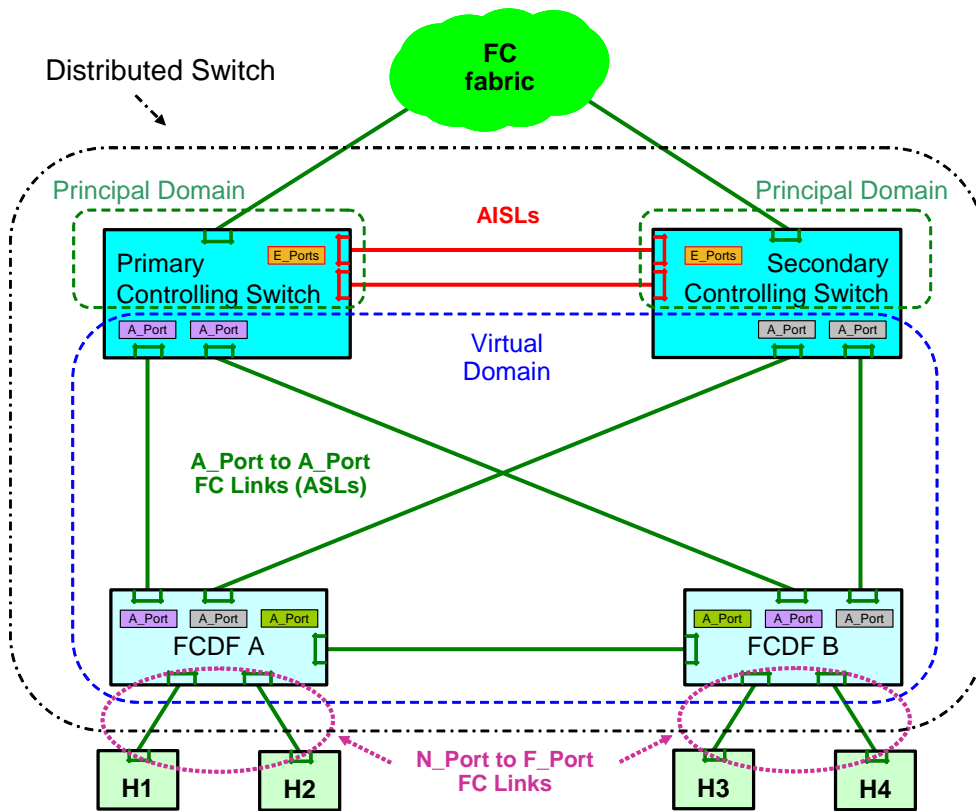 FC
fabric
Distributed Switch
Principal Domain
Principal Domain
AISLs
Primary
Controlling Switch
E_Ports
E_Ports
Secondary
Controlling Switch
A_Port
A_Port
A_Port
A_Port
Virtual
Domain
A_Port to A_Port
FC Links (ASLs)
A_Port
A_Port
A_Port
FCDF A
A_Port
A_Port
A_Port
FCDF B
N_Port to F_Port
FC Links
H1
H2
H3
H4